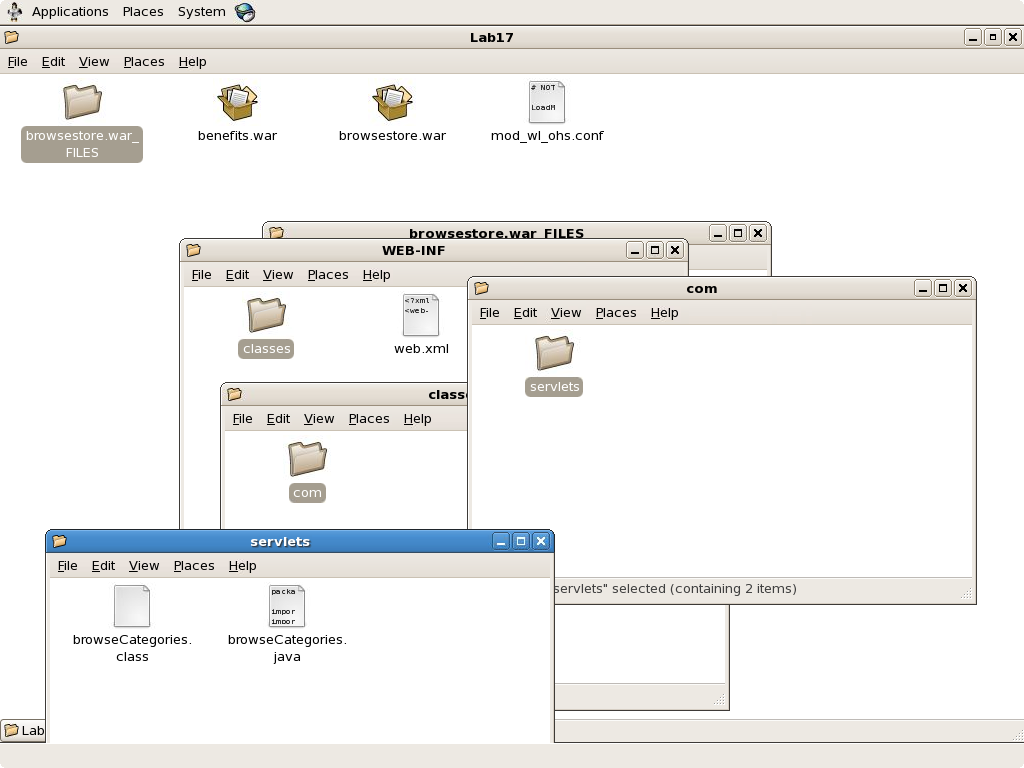 Applications Places System
Lab17
File Edit View Places Help
browsestore.war_
FILES
benefits.war
browsestore.war
mod_wl_ohs.conf
# NOT
LoadM
browsestore.war_FILES
WEB-INF
File Edit View Places Help
classes
<?xml
<web-
web.xml
com
File Edit View Places Help
servlets
servlets" selected (containing 2 items)
classe
File Edit View Places Help
com
servlets
File Edit View Places Help
browseCategories.
class
packa
impor
impor
browseCategories.
java
Lab